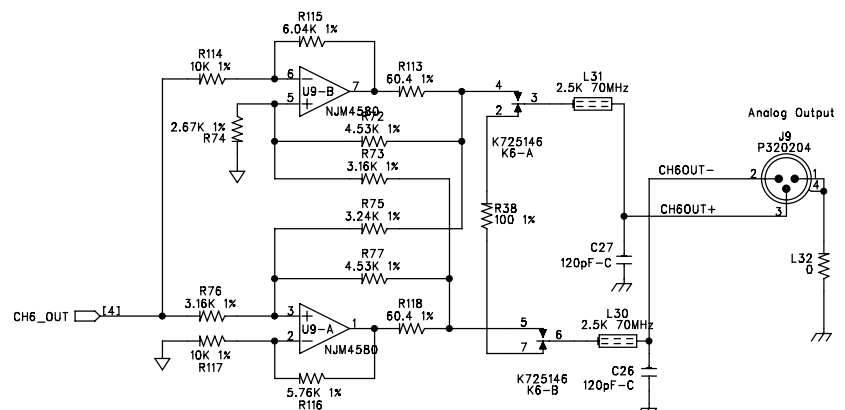 R115
6.04K 1%
R114
10K 1%
R113
60.4 1%
6
5
7
U9-B
NJM4580
2.67K 1%
R74
R72
4.53K 1%
R73
3.16K 1%
4
3
2
K725146
K6-A
L31
2.5K 70MHz
Analog Output
J9
P320204
2
1
4
3
CH6OUT-
CH6OUT+
R38
100 1%
R75
3.24K 1%
R77
4.53K 1%
C27
120pF-C
L32
0
CH6_OUT
[4]
R76
3.16K 1%
3
2
1
U9-A
NJM4580
R118
60.4 1%
10K 1%
R117
5.76K 1%
R116
5
6
7
K725146
K6-B
L30
2.5K 70MHz
C26
120pF-C